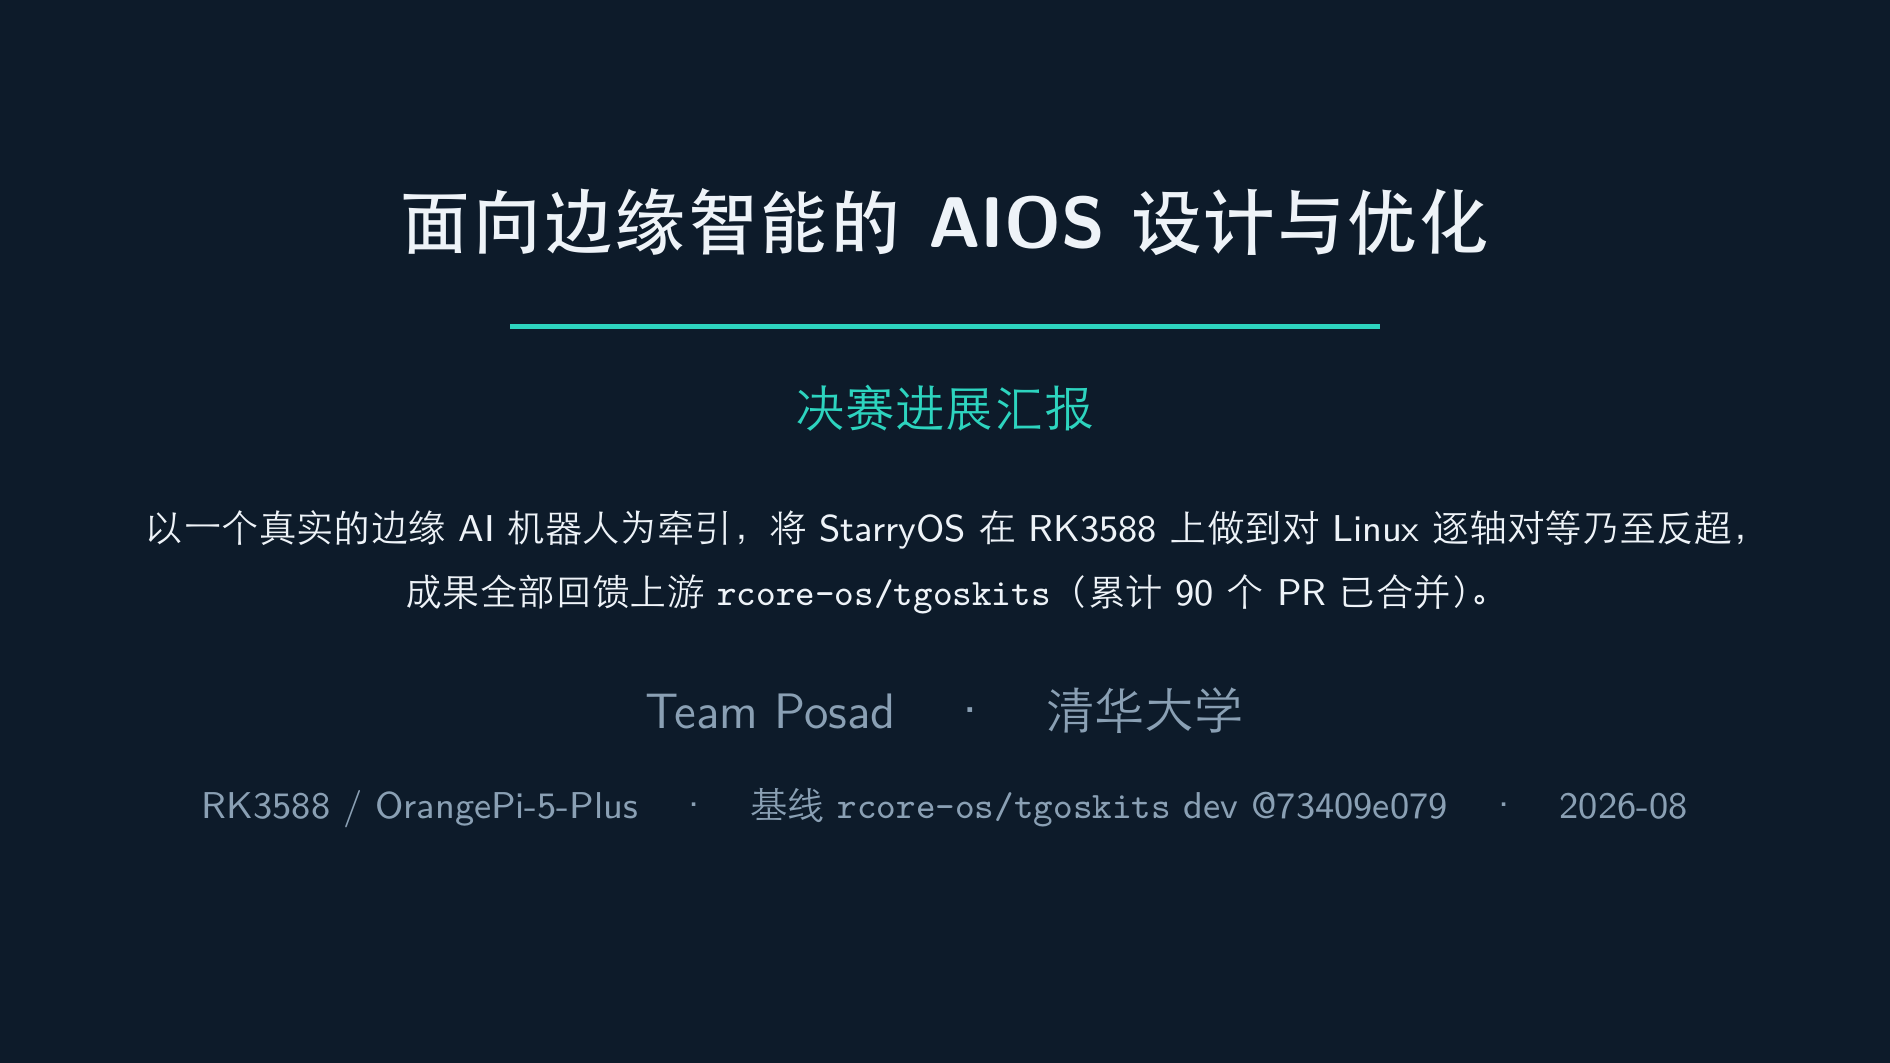 面向边缘智能的 AIOS 设计与优化
决赛进展汇报
以一个真实的边缘 AI 机器人为牵引，将 StarryOS 在 RK3588 上做到对 Linux 逐轴对等乃至反超，
成果全部回馈上游 rcore-os/tgoskits（累计 90 个 PR 已合并）。
Team Posad · 清华大学
RK3588 / OrangePi-5-Plus · 基线 rcore-os/tgoskits dev @73409e079 · 2026-08